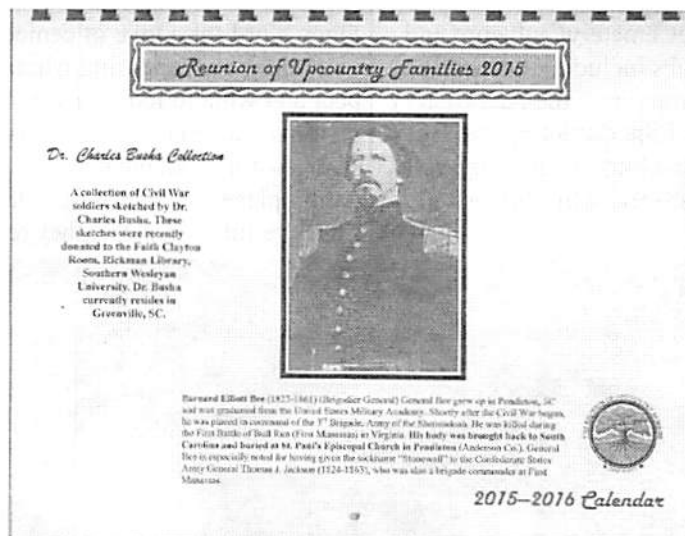 Reunion of Upcountry Families 2015
Dr. Charles Busha Collection
A collection of Civil War
soldiers sketched by Dr.
Charles Busha. These
sketches were recently
donated to the Faith Clayton
Room, Rickman Library,
Southern Wesleyan
University. Dr. Busha
currently resides in
Greenville, SC.
Barnard Elliott Bee (1823-1861) (Brigadier General) General Bee grew up in Pendleton, SC
and was graduated from the United States Military Academy. Shortly after the Civil War began,
he was placed in command of the 3rd Brigade, Army of the Shenandoah. He was killed during
the First Battle of Bull Run (First Manassas) in Virginia. His body was brought back to South
Carolina and buried at St. Paul's Episcopal Church in Pendleton (Anderson Co.). General
Bee is especially noted for having given the nickname "Stonewall" to the Confederate States
Army General Thomas J. Jackson (1824-1863), who was also a brigade commander at First
Manassas.
2015–2016 Calendar